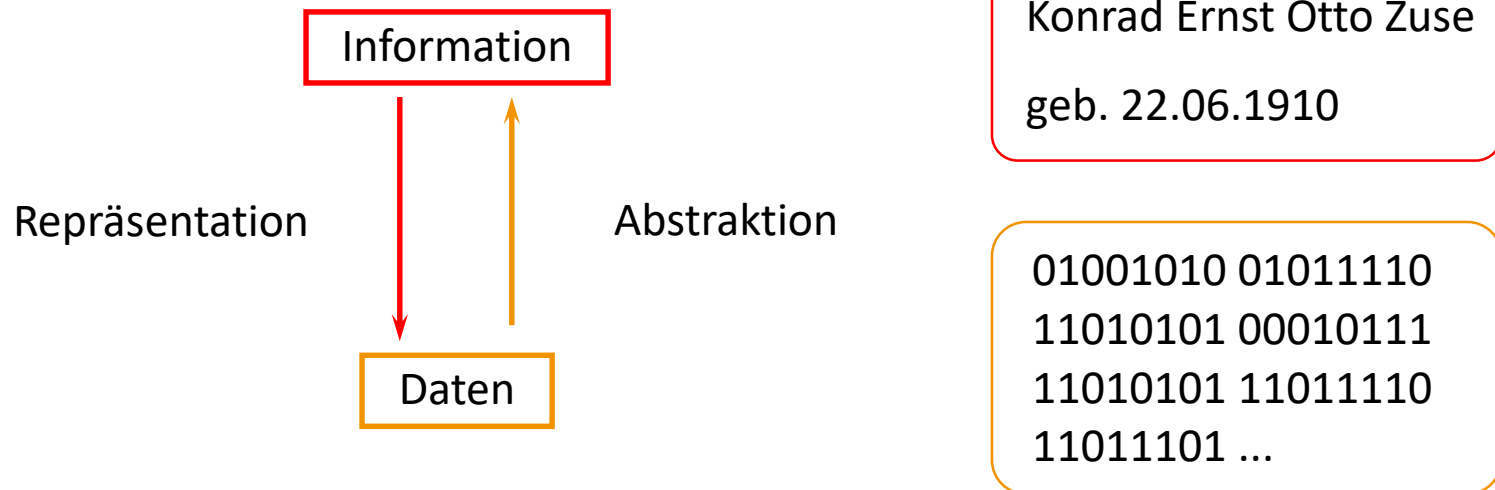 Information
Repräsentation
Abstraktion
Daten
Konrad Ernst Otto Zuse
geb. 22.06.1910
01001010 01011110
11010101 00010111
11010101 11011110
11011101 ...